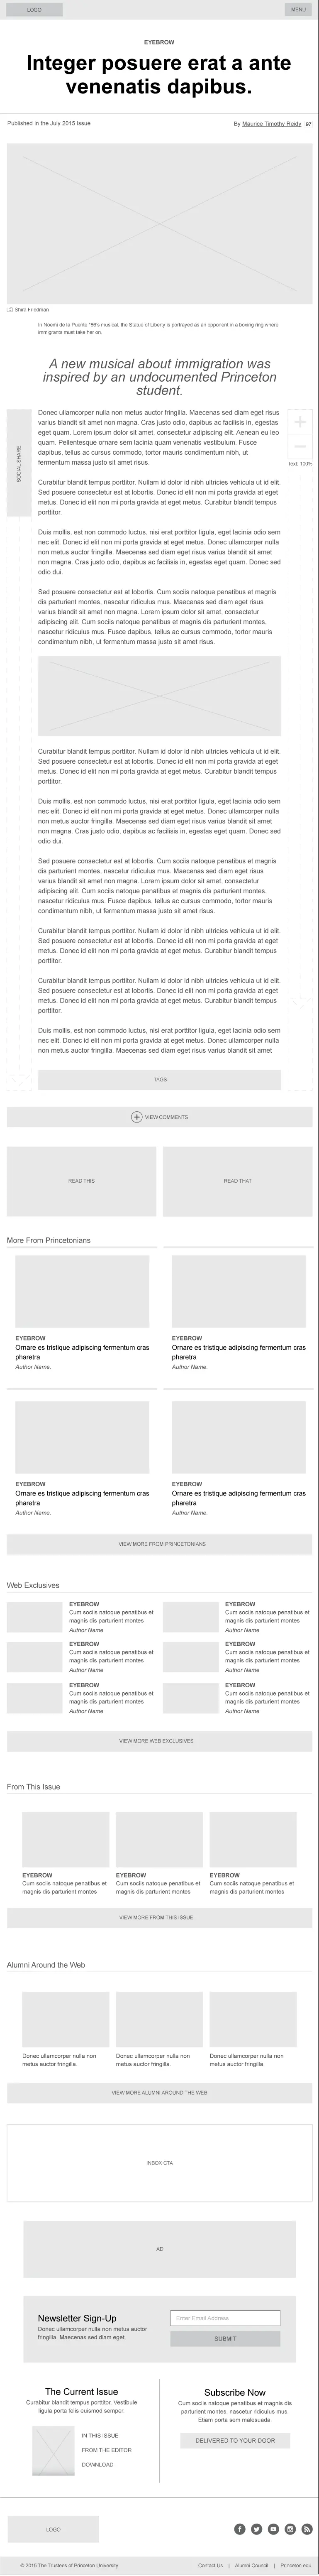 LOGO
MENU
EYEBROW
Integer posuere erat a ante
venenatis dapibus.
Published in the July 2015 Issue
By Maurice Timothy Reidy '97
Shira Friedman
In Noemi de la Puente '86's musical, the Statue of Liberty is portrayed as an opponent in a boxing ring where
immigrants must take her on.
A new musical about immigration was
inspired by an undocumented Princeton
student.
SOCIAL SHARE
Text 100%
Donec ullamcorper nulla non metus auctor fringilla. Maecenas sed diam eget risus
varius blandit sit amet non magna. Cras justo odio, dapibus ac facilisis in, egestas
eget quam. Lorem ipsum dolor sit amet, consectetur adipiscing elit. Aenean eu leo
quam. Pellentesque ornare sem lacinia quam venenatis vestibulum. Fusce
dapibus, tellus ac cursus commodo, tortor mauris condimentum nibh, ut
fermentum massa justo sit amet risus.
Curabitur blandit tempus porttitor. Nullam id dolor id nibh ultricies vehicula ut id elit.
Sed posuere consectetur est at lobortis. Donec id elit non mi porta gravida at eget
metus. Donec id elit non mi porta gravida at eget metus. Curabitur blandit tempus
porttitor.
Duis mollis, est non commodo luctus, nisi erat porttitor ligula, eget lacinia odio sem
nec elit. Donec id elit non mi porta gravida at eget metus. Donec ullamcorper nulla
non metus auctor fringilla. Maecenas sed diam eget risus varius blandit sit amet
non magna. Cras justo odio, dapibus ac facilisis in, egestas eget quam. Donec sed
odio dui.
Sed posuere consectetur est at lobortis. Cum sociis natoque penatibus et magnis
dis parturient montes, nascetur ridiculus mus. Maecenas sed diam eget risus
varius blandit sit amet non magna. Lorem ipsum dolor sit amet, consectetur
adipiscing elit. Cum sociis natoque penatibus et magnis dis parturient montes,
nascetur ridiculus mus. Fusce dapibus, tellus ac cursus commodo, tortor mauris
condimentum nibh, ut fermentum massa justo sit amet risus.
Curabitur blandit tempus porttitor. Nullam id dolor id nibh ultricies vehicula ut id elit.
Sed posuere consectetur est at lobortis. Donec id elit non mi porta gravida at eget
metus. Donec id elit non mi porta gravida at eget metus. Curabitur blandit tempus
porttitor.
Duis mollis, est non commodo luctus, nisi erat porttitor ligula, eget lacinia odio sem
nec elit. Donec id elit non mi porta gravida at eget metus. Donec ullamcorper nulla
non metus auctor fringilla. Maecenas sed diam eget risus varius blandit sit amet
non magna. Cras justo odio, dapibus ac facilisis in, egestas eget quam. Donec sed
odio dui.
Sed posuere consectetur est at lobortis. Cum sociis natoque penatibus et magnis
dis parturient montes, nascetur ridiculus mus. Maecenas sed diam eget risus
varius blandit sit amet non magna. Lorem ipsum dolor sit amet, consectetur
adipiscing elit. Cum sociis natoque penatibus et magnis dis parturient montes,
nascetur ridiculus mus. Fusce dapibus, tellus ac cursus commodo, tortor mauris
condimentum nibh, ut fermentum massa justo sit amet risus.
Curabitur blandit tempus porttitor. Nullam id dolor id nibh ultricies vehicula ut id elit.
Sed posuere consectetur est at lobortis. Donec id elit non mi porta gravida at eget
metus. Donec id elit non mi porta gravida at eget metus. Curabitur blandit tempus
porttitor.
Curabitur blandit tempus porttitor. Nullam id dolor id nibh ultricies vehicula ut id elit.
Sed posuere consectetur est at lobortis. Donec id elit non mi porta gravida at eget
metus. Donec id elit non mi porta gravida at eget metus. Curabitur blandit tempus
porttitor.
Duis mollis, est non commodo luctus, nisi erat porttitor ligula, eget lacinia odio sem
nec elit. Donec id elit non mi porta gravida at eget metus. Donec ullamcorper nulla
non metus auctor fringilla. Maecenas sed diam eget risus varius blandit sit amet
TAGS
VIEW COMMENTS
READ THIS
READ THAT
More From Princetonians
EYEBROW
Ornare es tristique adipiscing fermentum cras
pharetra
Author Name.
EYEBROW
Ornare es tristique adipiscing fermentum cras
pharetra
Author Name.
EYEBROW
Ornare es tristique adipiscing fermentum cras
pharetra
Author Name.
EYEBROW
Ornare es tristique adipiscing fermentum cras
pharetra
Author Name.
VIEW MORE FROM PRINCETONIANS
Web Exclusives
EYEBROW
Cum sociis natoque penatibus et
magnis dis parturient montes
Author Name
EYEBROW
Cum sociis natoque penatibus et
magnis dis parturient montes
Author Name
EYEBROW
Cum sociis natoque penatibus et
magnis dis parturient montes
Author Name
EYEBROW
Cum sociis natoque penatibus et
magnis dis parturient montes
Author Name
EYEBROW
Cum sociis natoque penatibus et
magnis dis parturient montes
Author Name
EYEBROW
Cum sociis natoque penatibus et
magnis dis parturient montes
Author Name
VIEW MORE WEB EXCLUSIVES
From This Issue
EYEBROW
Cum sociis natoque penatibus et
magnis dis parturient montes
EYEBROW
Cum sociis natoque penatibus et
magnis dis parturient montes
EYEBROW
Cum sociis natoque penatibus et
magnis dis parturient montes
VIEW MORE FROM THIS ISSUE
Alumni Around the Web
Donec ullamcorper nulla non
metus auctor fringilla.
Donec ullamcorper nulla non
metus auctor fringilla.
Donec ullamcorper nulla non
metus auctor fringilla.
VIEW MORE ALUMNI AROUND THE WEB
INBOX CTA
AD
Newsletter Sign-Up
Donec ullamcorper nulla non metus auctor
fringilla. Maecenas sed diam eget.
Enter Email Address
SUBMIT
The Current Issue
Curabitur blandit tempus porttitor. Vestibule
ligula porta felis euismod semper.
IN THIS ISSUE
FROM THE EDITOR
DOWNLOAD
Subscribe Now
Cum sociis natoque penatibus et magnis dis
parturient montes, nascetur ridiculus mus.
Etiam porta sem malesuada.
DELIVERED TO YOUR DOOR
LOGO
© 2015 The Trustees of Princeton University
Contact Us | Alumni Council | Princeton.edu